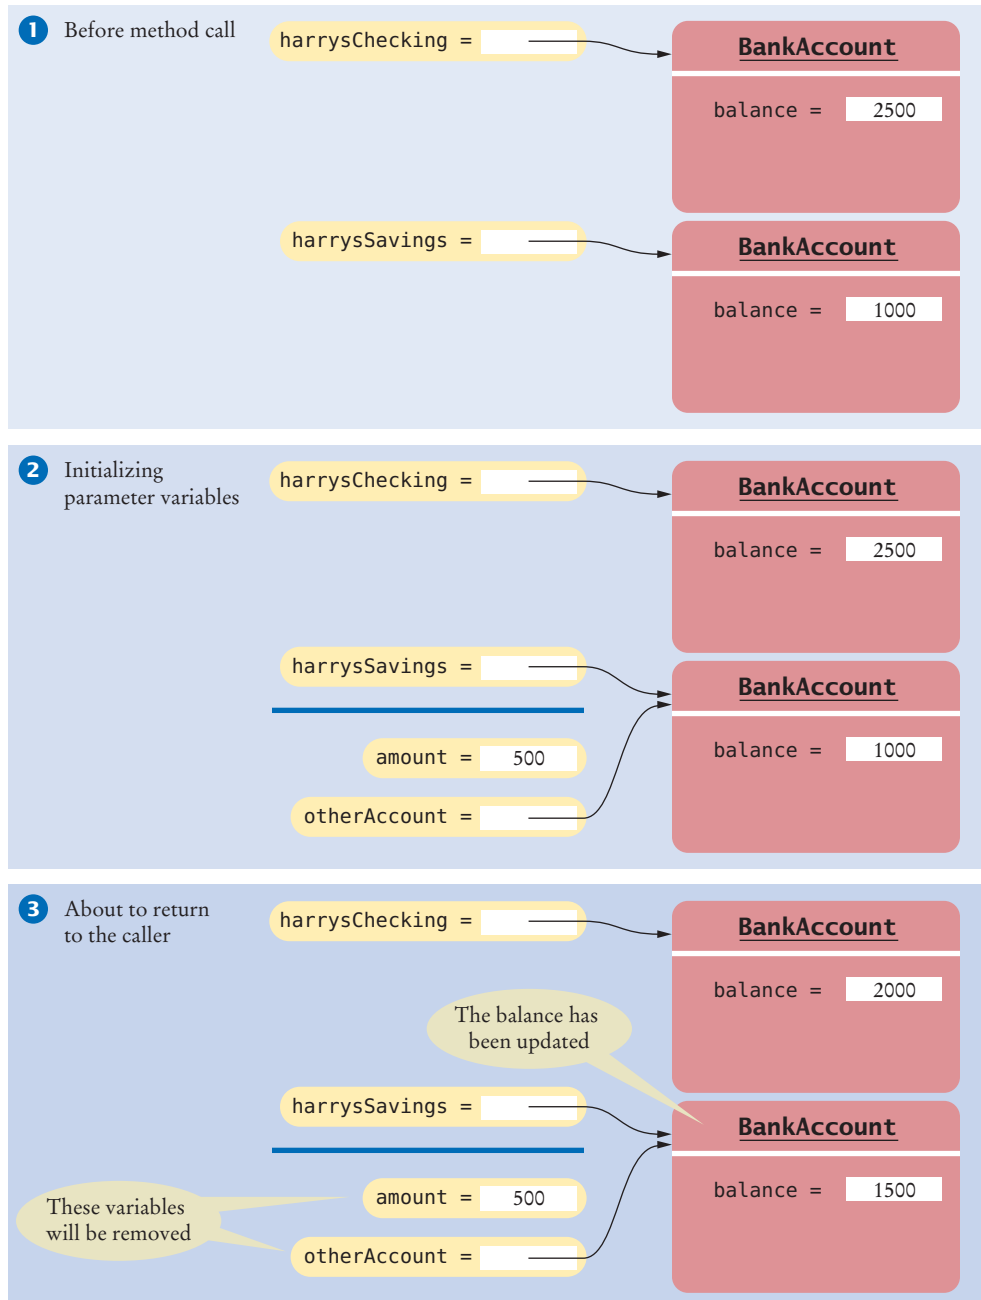 1 Before method call
harrysChecking =
BankAccount
balance = 2500
harrysSavings =
BankAccount
balance = 1000
2 Initializing
parameter variables
harrysChecking =
BankAccount
balance = 2500
harrysSavings =
BankAccount
amount = 500
balance = 1000
otherAccount =
3 About to return
to the caller
harrysChecking =
BankAccount
balance = 2000
The balance has
been updated
harrysSavings =
BankAccount
These variables
will be removed
amount = 500
balance = 1500
otherAccount =